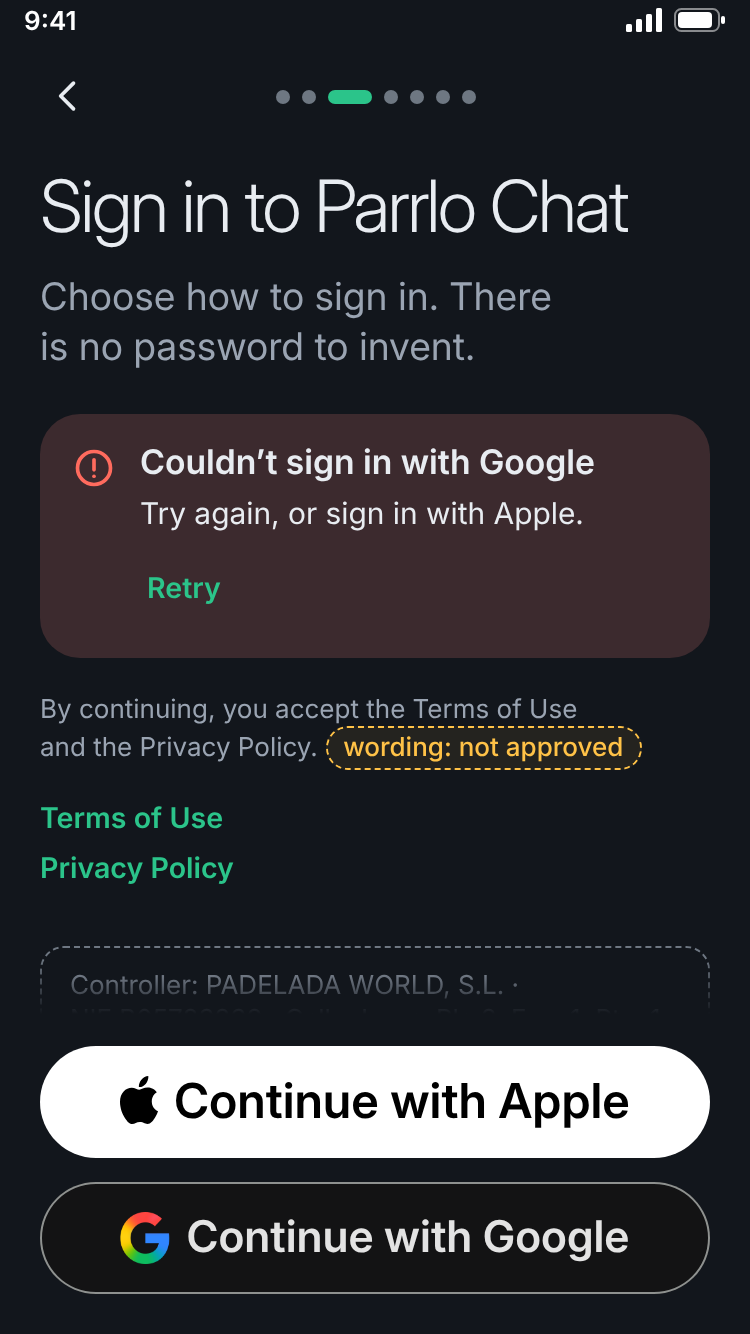 9:41
Sign in to Parrlo Chat
Choose how to sign in. There
is no password to invent.
Couldn’t sign in with Google
Try again, or sign in with Apple.
Retry
By continuing, you accept the Terms of Use
and the Privacy Policy. wording: not approved
Terms of Use
Privacy Policy
Controller: PADELADA WORLD, S.L. ·
Continue with Apple
Continue with Google